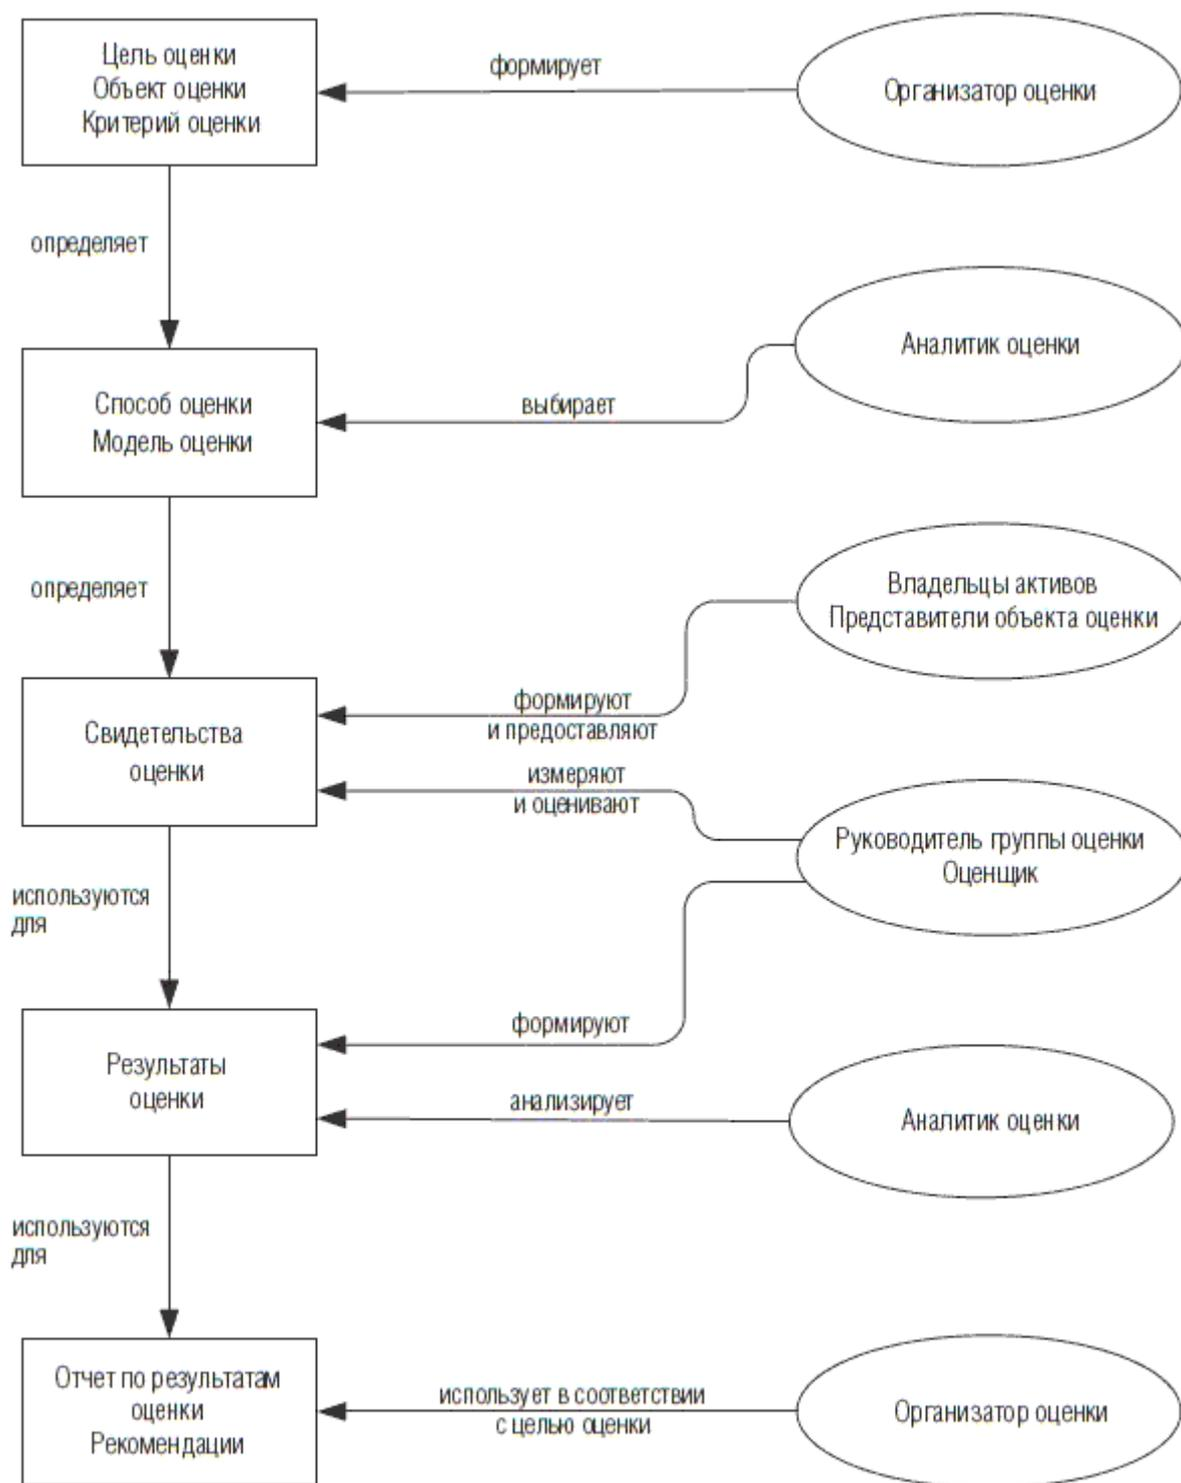 Цель оценки
Объект оценки
Критерий оценки
формирует
Организатор оценки
определяет
Аналитик оценки
Способ оценки
Модель оценки
выбирает
определяет
Владельцы активов
Представители объекта оценки
формируют
и предоставляют
Свидетельства
оценки
измеряют
и оценивают
Руководитель группы оценки
Оценщик
используются
для
формируют
Результаты
оценки
анализирует
Аналитик оценки
используются
для
Отчет по результатам
оценки
Рекомендации
использует в соответствии
с целью оценки
Организатор оценки